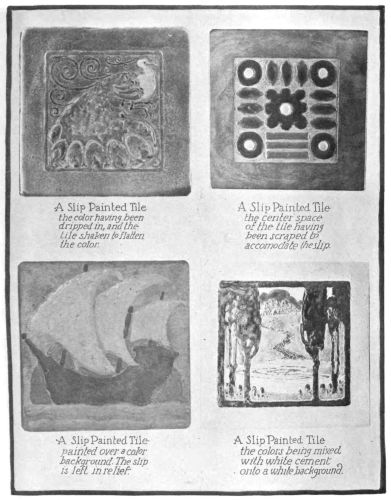 A Slip Painted Tile
the color having been
dripped in, and the
tile shaken to flatten
the color.
A Slip Painted Tile
the center space
of the tile having
been scraped to
accomodate the slip.
A Slip Painted Tile
painted over a color
background. The slip
is left in relief.
A Slip Painted Tile
the colors being mixed
with white cement
onto a white background.